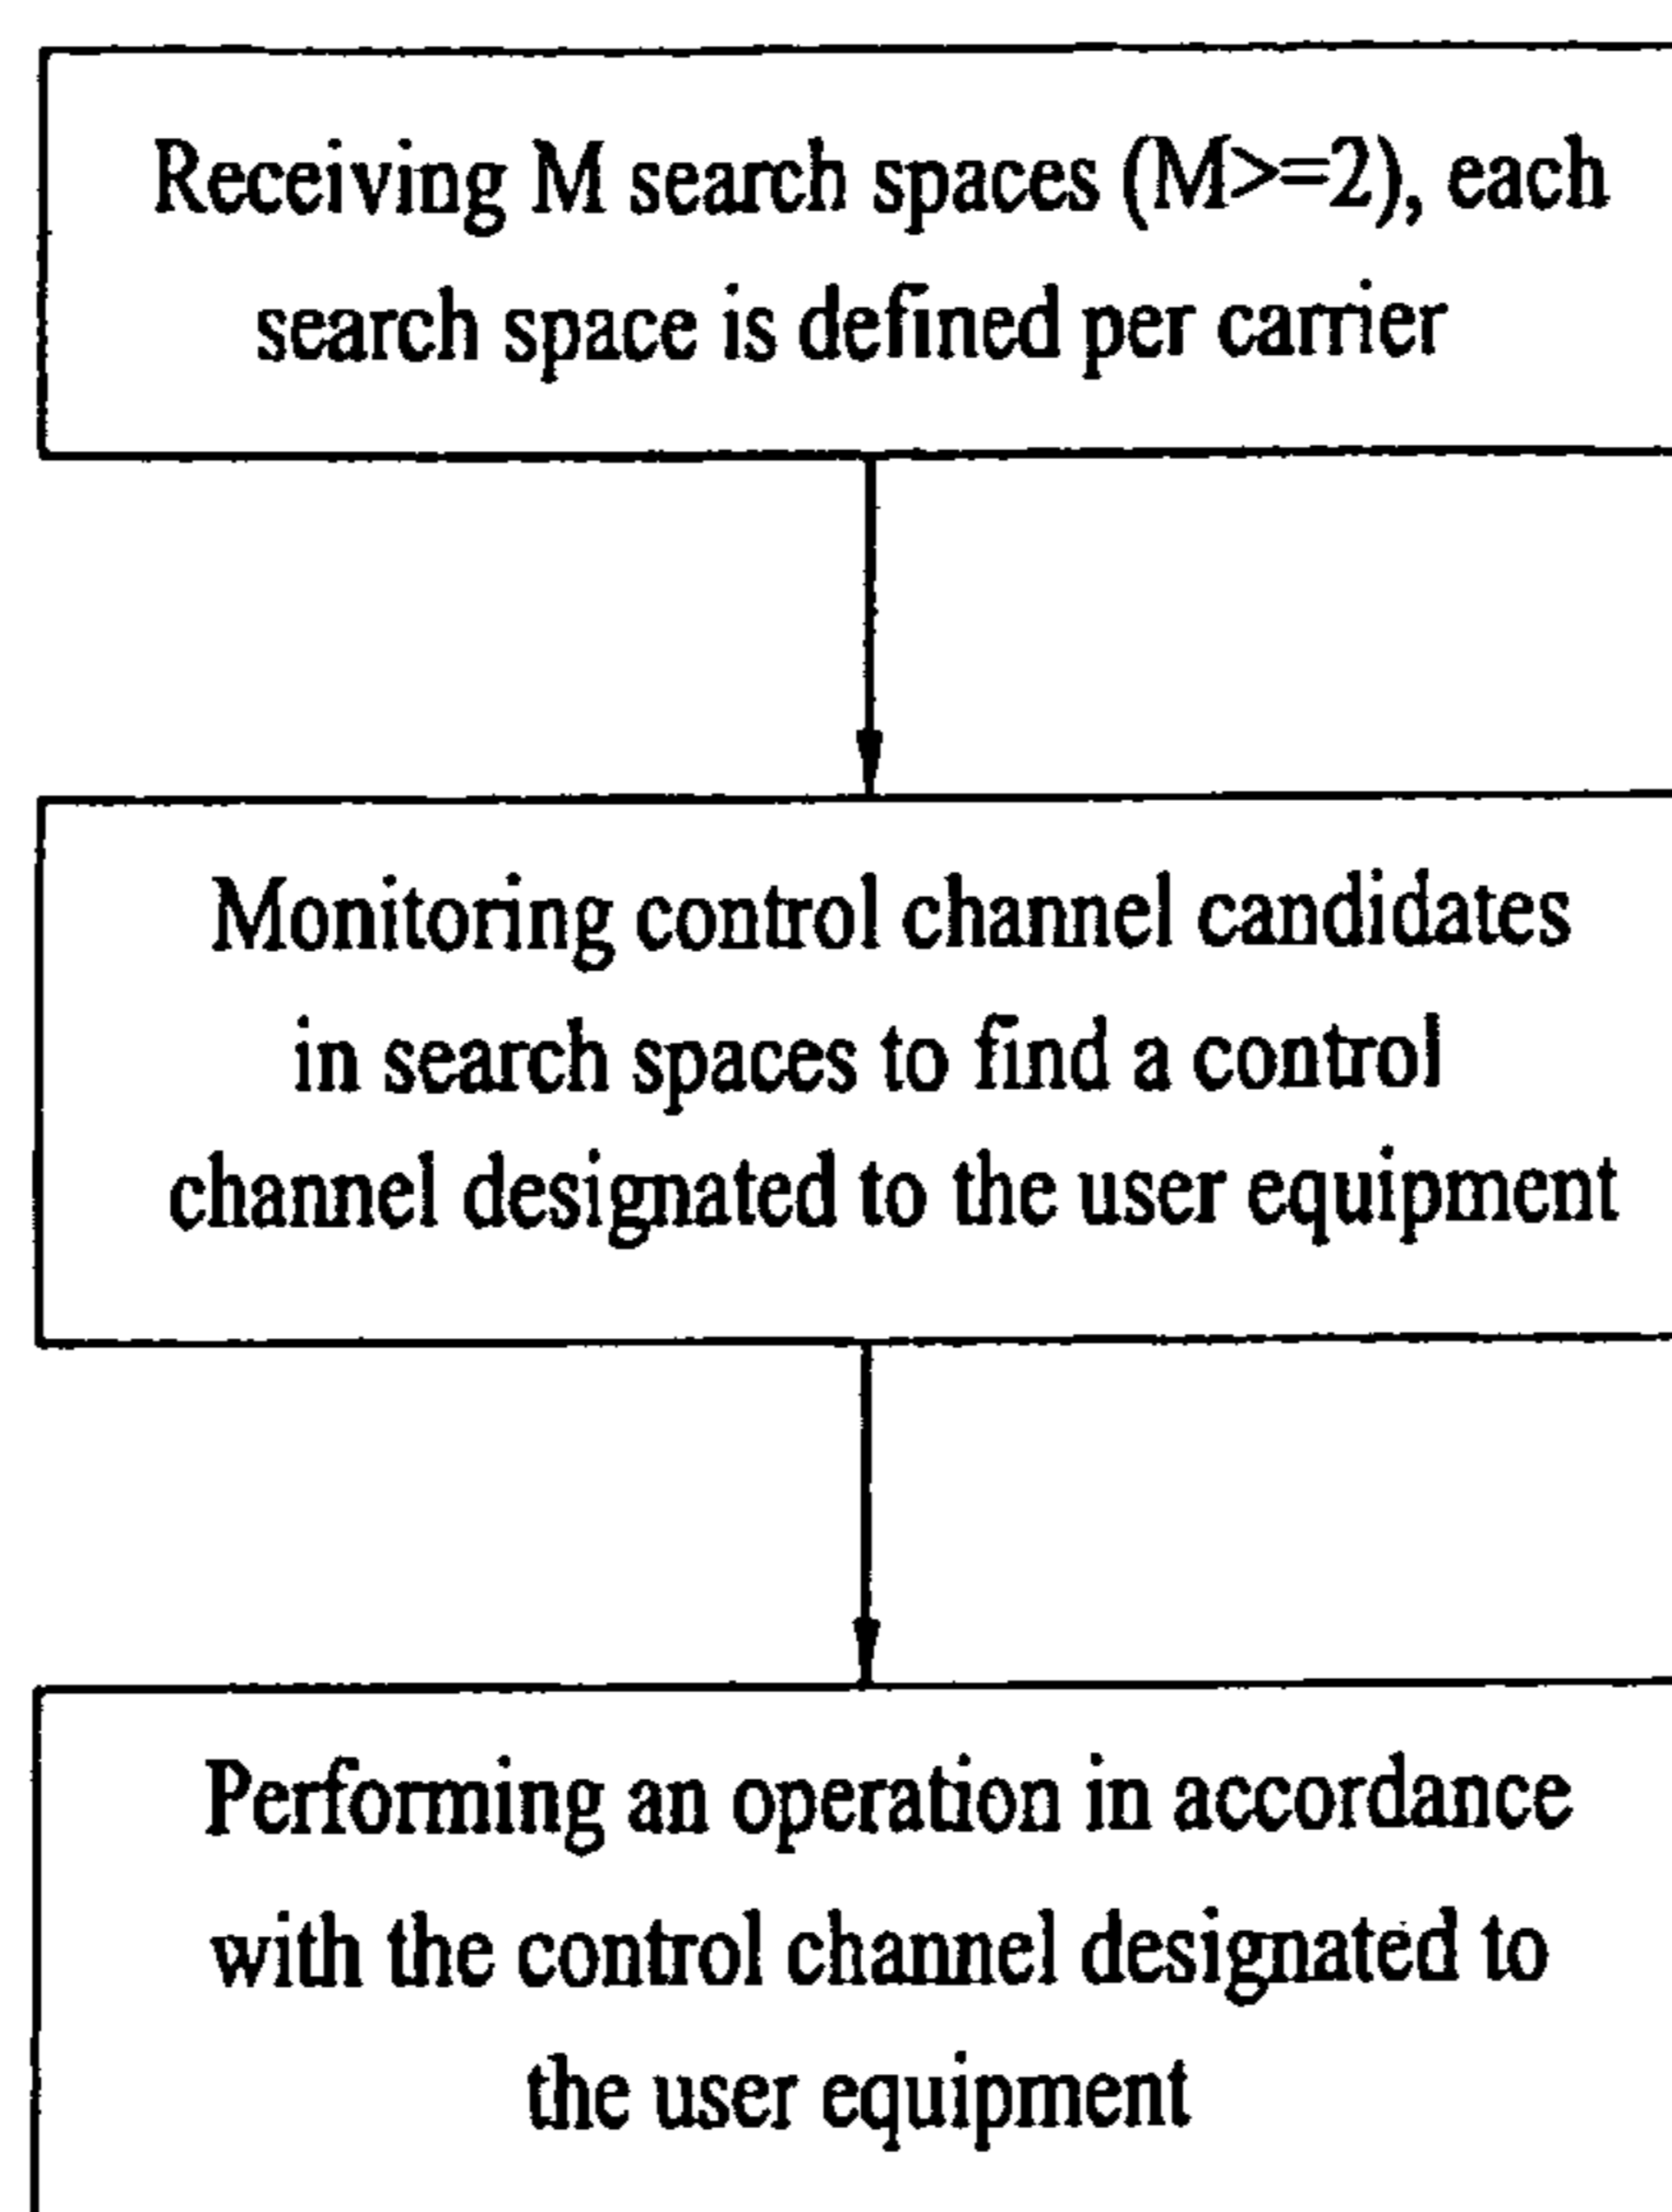 Receiving M search spaces (M>=2), each
search space is defined per carrier
Monitoring control channel candidates
in search spaces to find a control
channel designated to the user equipment
Performing an operation in accordance
with the control channel designated to
the user equipment